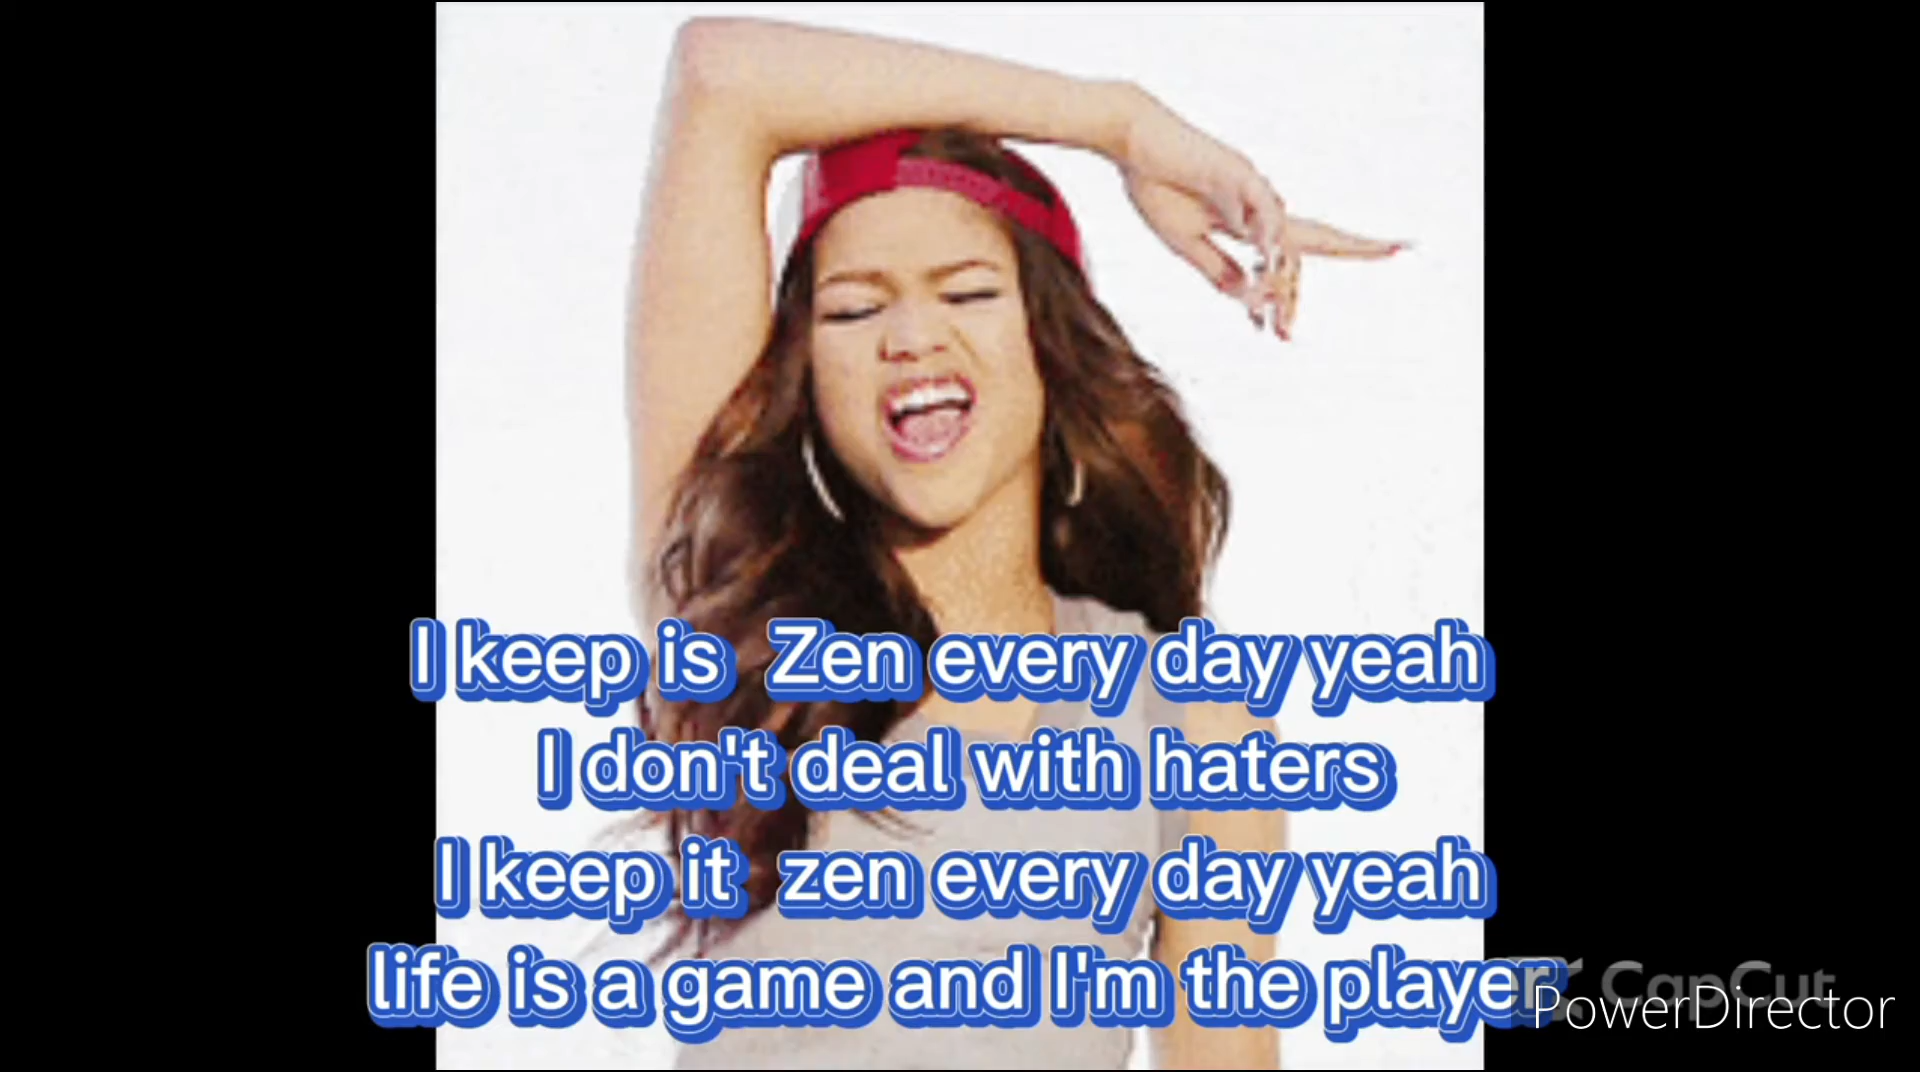 I keep is Zen every day yeah
I don't deal with haters
I keep it zen every day yeah
life is a game and I'm the player
CapCut
PowerDirector